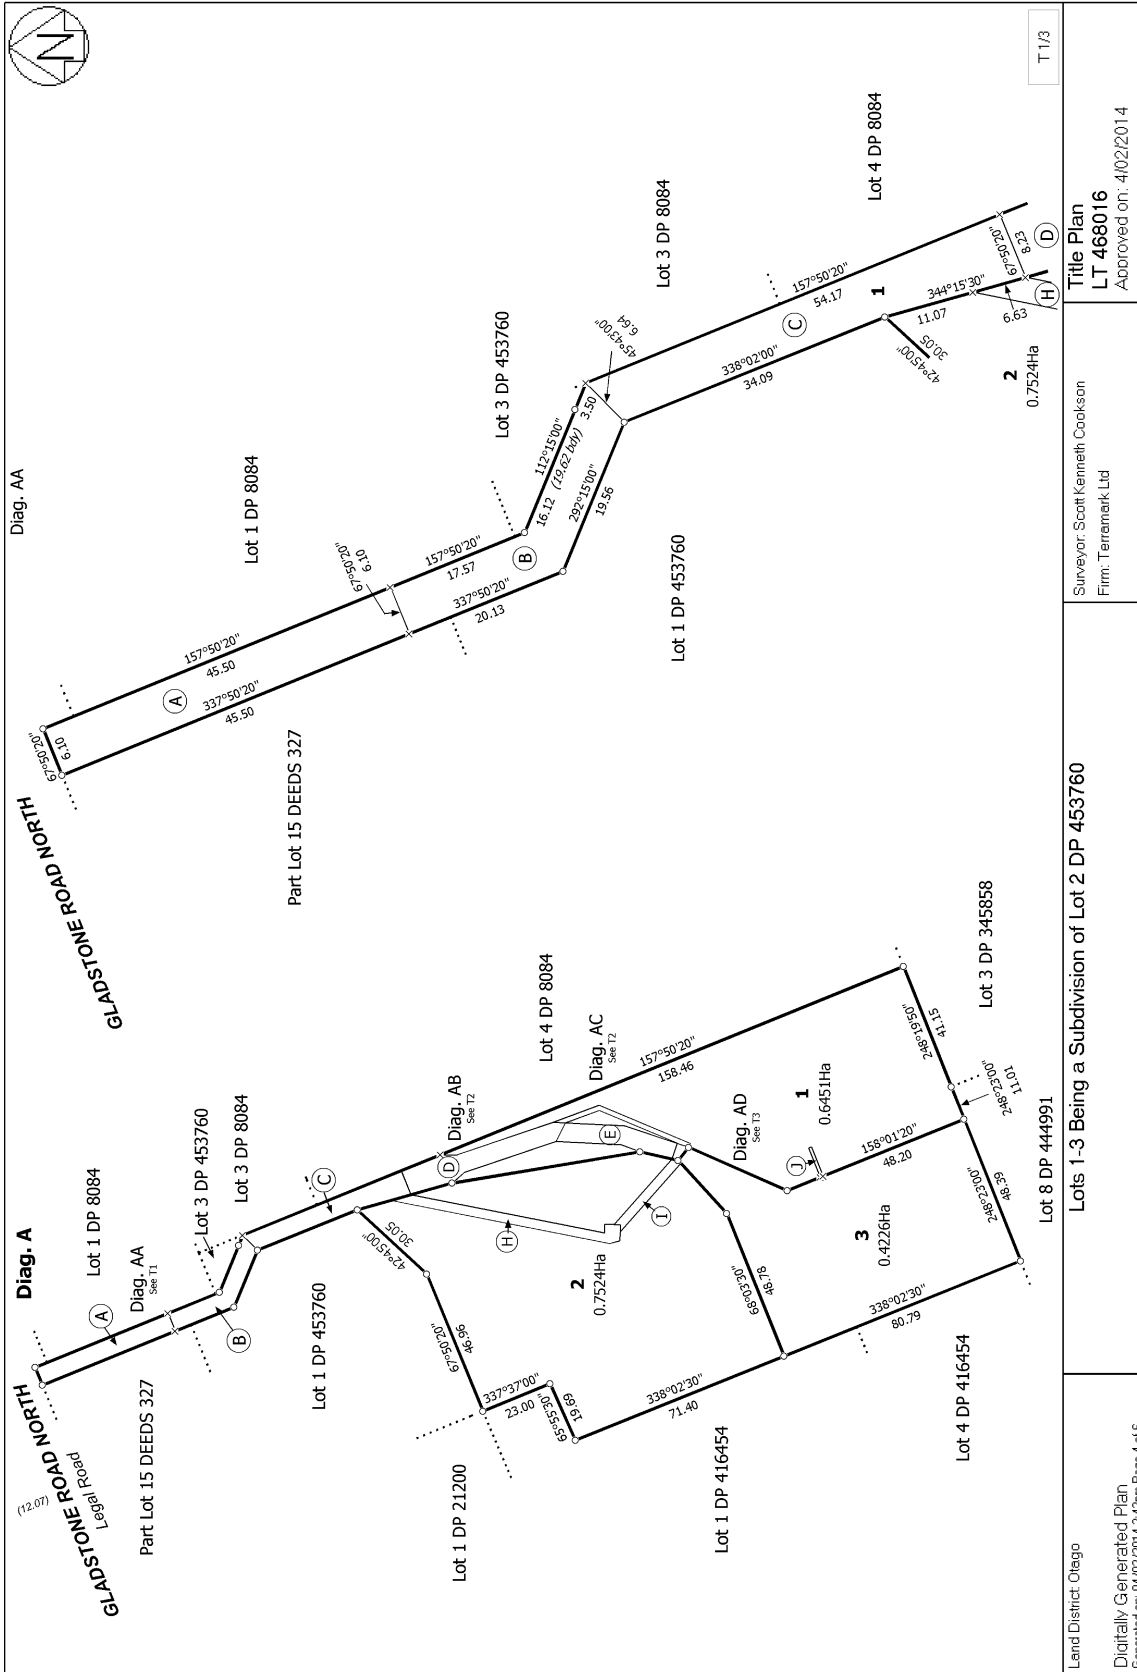 Diag. A
GLADSTONE ROAD NORTH
Legal Road
(12.07)
Lot 1 DP 8084
A
Diag. AA
See T1
Lot 3 DP 453760
Lot 3 DP 8084
B
C
Part Lot 15 DEEDS 327
Lot 1 DP 453760
42°45'00"
30.05
67°50'20"
46.96
Lot 1 DP 21200
337°37'00"
23.00
65°55'30"
19.69
338°02'30"
71.40
Lot 1 DP 416454
Diag. AB
See T2
D
Lot 4 DP 8084
Diag. AC
See T2
E
157°50'20"
158.46
H
I
2
0.7524Ha
Diag. AD
See T3
68°03'30"
48.78
J
1
0.6451Ha
158°01'20"
48.20
3
0.4226Ha
338°02'30"
80.79
Lot 4 DP 416454
248°23'00"
48.39
248°23'00"
11.01
248°19'50"
41.15
Lot 3 DP 345858
Lot 8 DP 444991
Diag. AA
GLADSTONE ROAD NORTH
67°50'20"
6.10
A
157°50'20"
45.50
337°50'20"
45.50
Lot 1 DP 8084
Part Lot 15 DEEDS 327
67°50'20"
6.10
157°50'20"
17.57
B
337°50'20"
20.13
Lot 3 DP 453760
112°15'00"
16.12 (19.62 bdy) 3.50
292°15'00"
19.56
45°43'00"
6.64
Lot 1 DP 453760
Lot 3 DP 8084
157°50'20"
54.17
C
338°02'00"
34.09
Lot 4 DP 8084
1
42°45'00"
30.05
344°15'30"
11.07
67°50'20"
8.23
6.63
H
D
2
0.7524Ha
N
T 1/3
Land District: Otago
Digitally Generated Plan
Lots 1-3 Being a Subdivision of Lot 2 DP 453760
Surveyor: Scott Kenneth Cookson
Firm: Terramark Ltd
Title Plan
LT 468016
Approved on: 4/02/2014